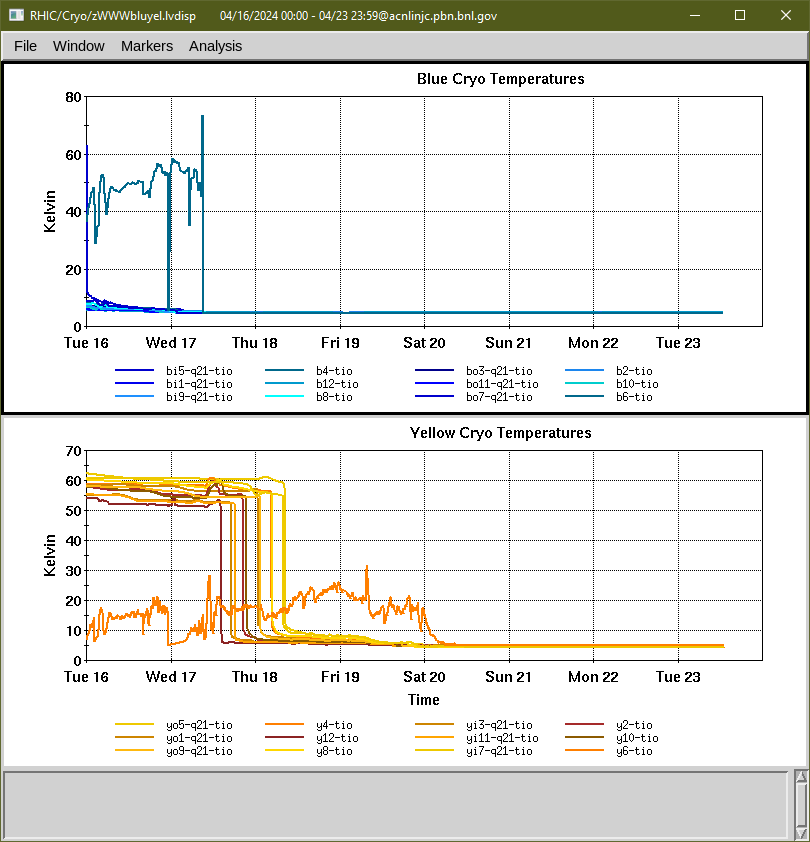 RHIC/Cryo/zWWWbluyel.lvdisp 04/16/2024 00:00 - 04/23 23:59@acnlinjc.pbn.bnl.gov
File Window Markers Analysis
Blue Cryo Temperatures
80
60
40
20
0
Kelvin
Tue 16 Wed 17 Thu 18 Fri 19 Sat 20 Sun 21 Mon 22 Tue 23
bi5-q21-tio b4-tio bo3-q21-tio b2-tio
bi1-q21-tio b12-tio bo11-q21-tio b10-tio
bi9-q21-tio b8-tio bo7-q21-tio b6-tio
Yellow Cryo Temperatures
70
60
50
40
30
20
10
0
Kelvin
Tue 16 Wed 17 Thu 18 Fri 19 Sat 20 Sun 21 Mon 22 Tue 23
Time
yo5-q21-tio y4-tio yi3-q21-tio y2-tio
yo1-q21-tio y12-tio yi11-q21-tio y10-tio
yo9-q21-tio y8-tio yi7-q21-tio y6-tio